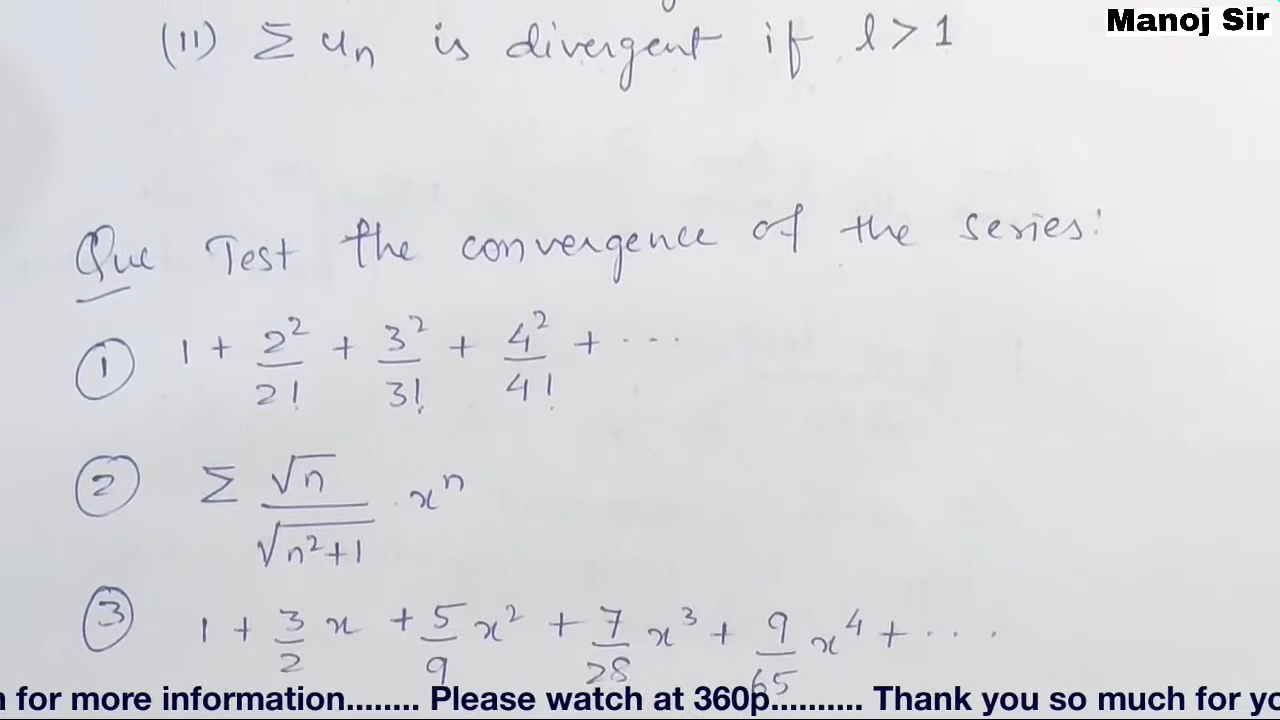 Manoj Sir
(II) Σ un is divergent if l > 1
Que Test the convergence of the series:
① 1 + 2²/2! + 3²/3! + 4²/4! + ...
② Σ √n/√(n²+1) . xⁿ
③ 1 + 3/2 x + 5/9 x² + 7/28 x³ + 9/65 x⁴ + ....
for more information........ Please watch at 360p.......... Thank you so much for